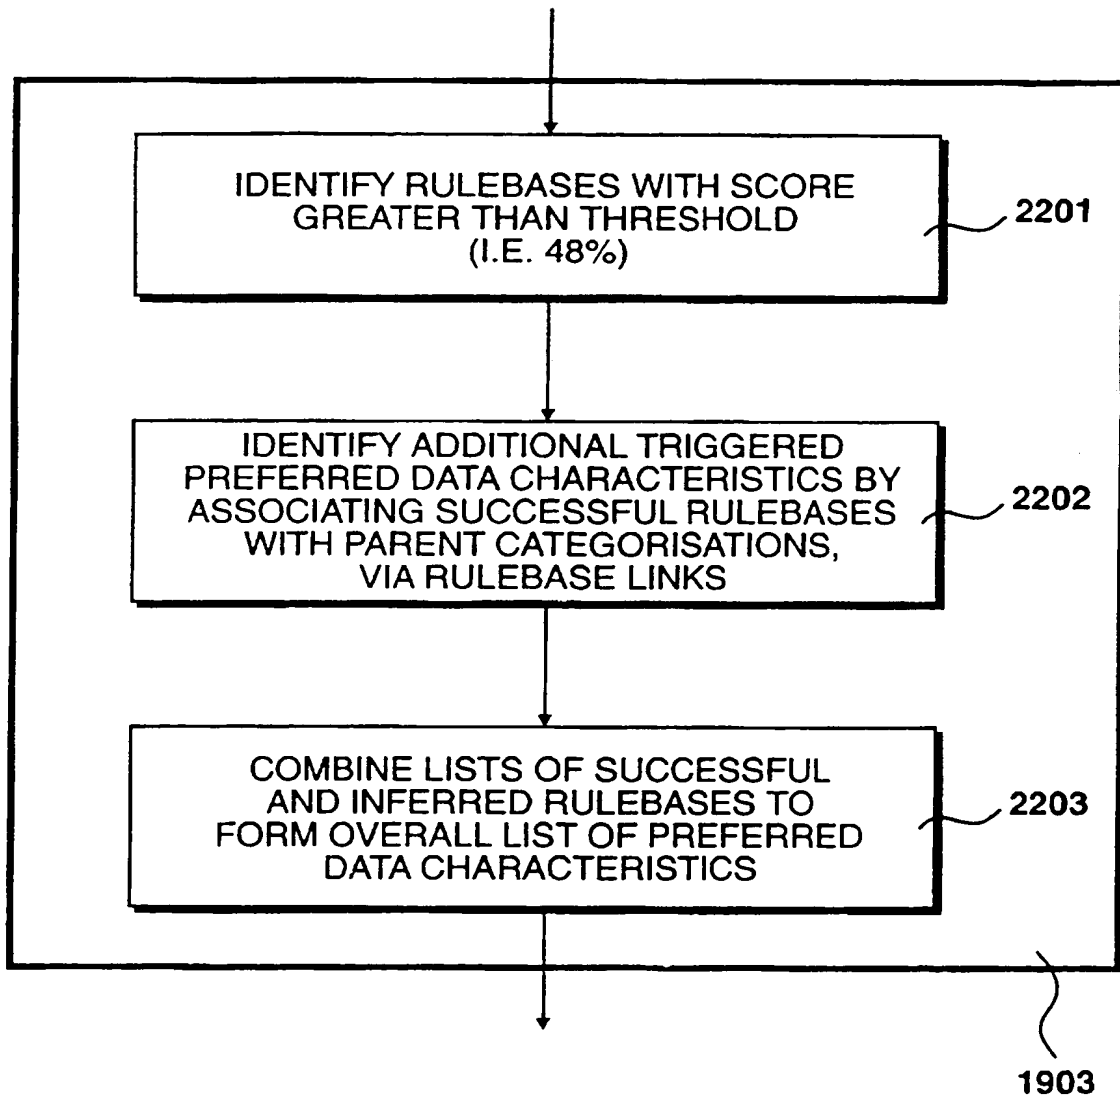 IDENTIFY RULEBASES WITH SCORE
GREATER THAN THRESHOLD
(I.E. 48%)
2201
IDENTIFY ADDITIONAL TRIGGERED
PREFERRED DATA CHARACTERISTICS BY
ASSOCIATING SUCCESSFUL RULEBASES
WITH PARENT CATEGORISATIONS,
VIA RULEBASE LINKS
2202
COMBINE LISTS OF SUCCESSFUL
AND INFERRED RULEBASES TO
FORM OVERALL LIST OF PREFERRED
DATA CHARACTERISTICS
2203
1903